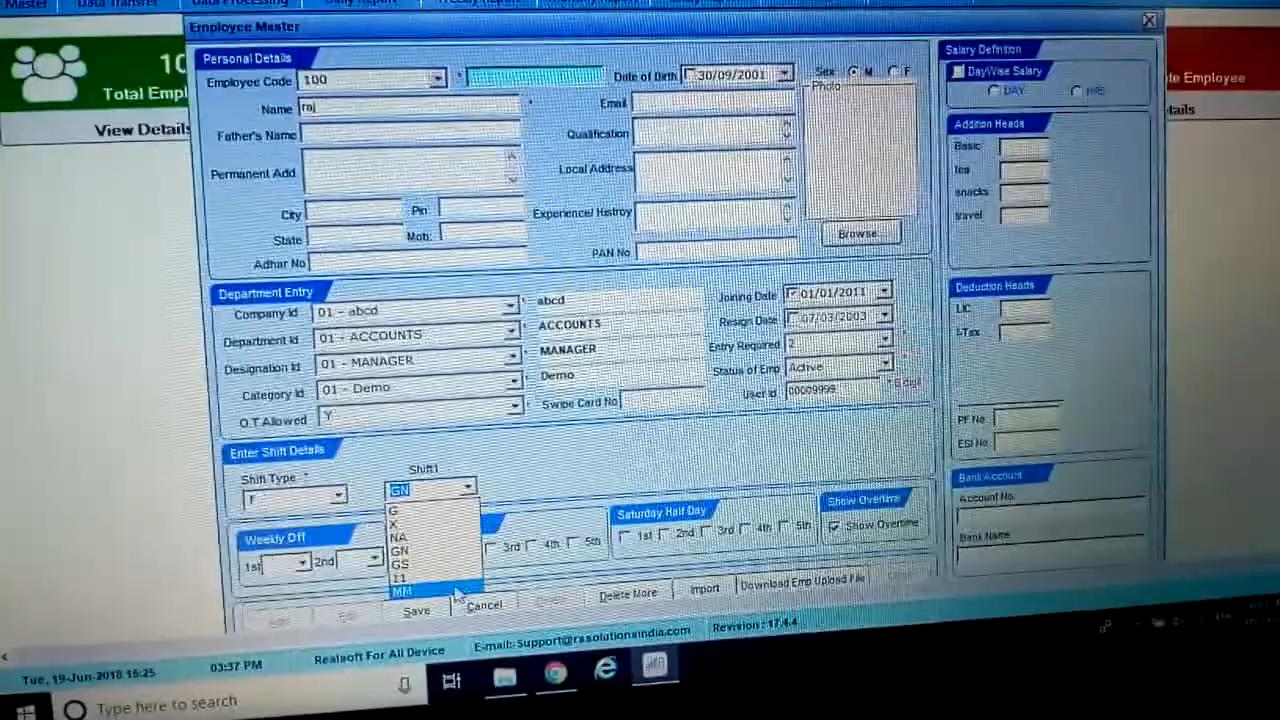 Master Data Transfer Data Processing Daily Report
Employee Master
10
Total Empl
View Details
te Employee
tails
Personal Details
Employee Code 100 *
Date of Birth 30/09/2001
Sex M F
Name raj *
Email
Photo
Father's Name
Qualification
Permanent Add
Local Address
City Pin
Experience/ Histroy
State Mob:
Browse
Adhar No
PAN No
Department Entry
Company Id 01 - abcd * abcd
Joining Date 01/01/2011
Department Id 01 - ACCOUNTS * ACCOUNTS
Resign Date 07/03/2003
Designation Id 01 - MANAGER * MANAGER
Entry Required 2
Category Id 01 - Demo * Demo
Status of Emp Active
O.T Allowed Y * Swipe Card No
User Id 00009999
Enter Shift Details
Shift Type * F
Shift1
GN
G
X
NA
GN
GS
11
MM
Weekly Off
1st 2nd
3rd 4th 5th
Saturday Half Day
1st 2nd 3rd 4th 5th
Show Overtime
Show Overtime
Edit Save Cancel Delete More Import Download Emp Upload File
Salary Definition
DayWise Salary
DAY HRS
Addition Heads
Basic
tea
snacks
travel
Deduction Heads
LIC
I-Tax
PF No.
ESI No.
Bank Account
Account No.
Bank Name
Tue, 19-Jun-2018 16:25 03:37 PM Realsoft For All Device E-mail:-Support@rssolutionsindia.com Revision : 17.4.4
Type here to search